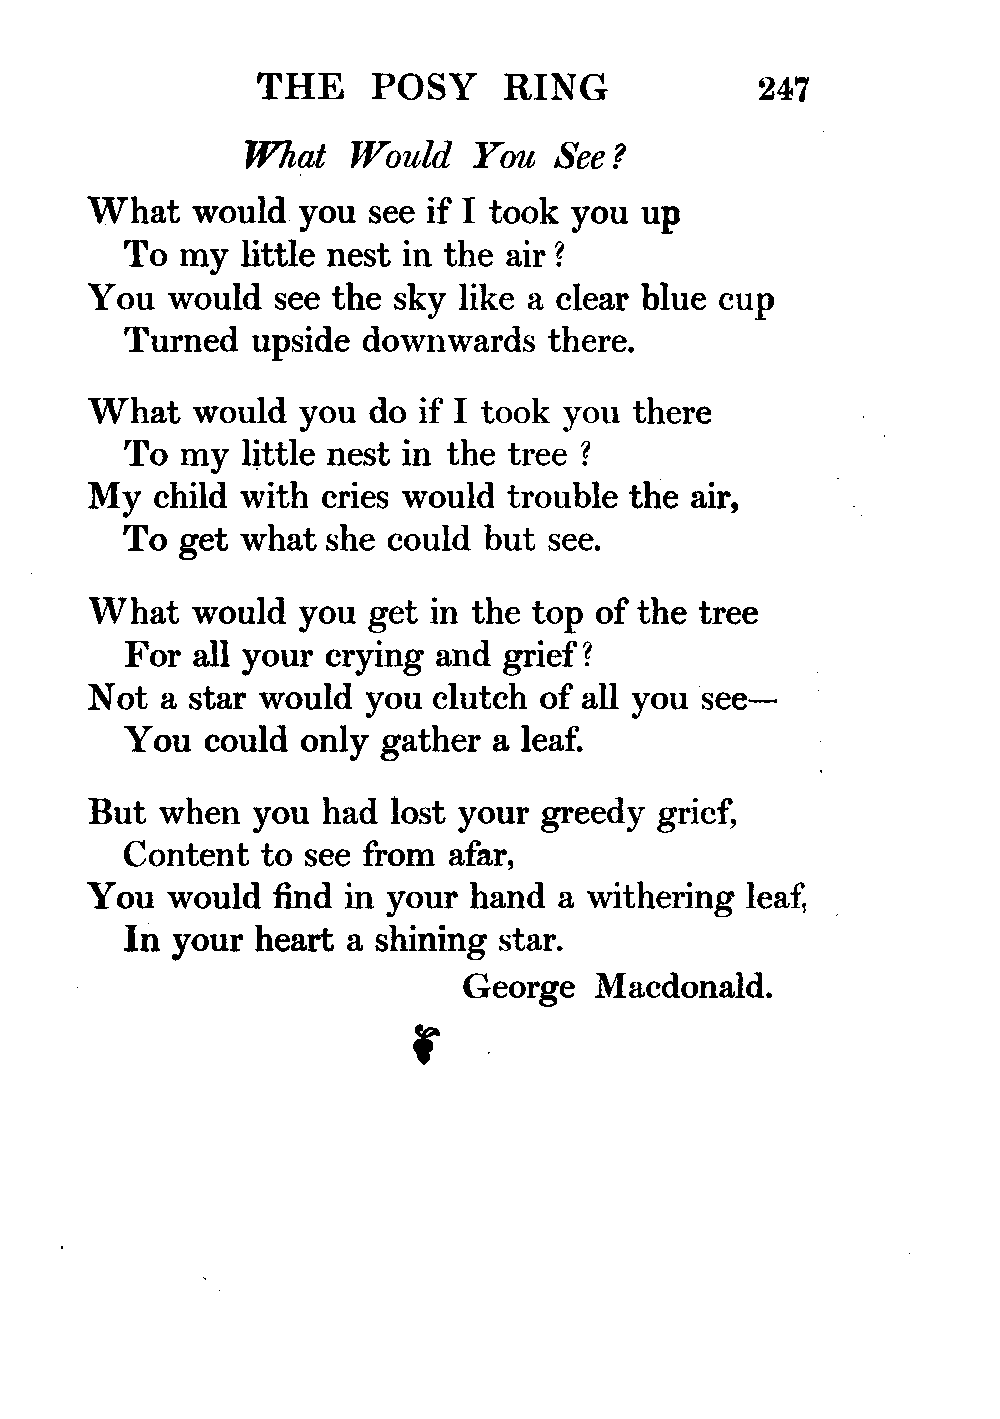 THE POSY RING 247
What Would You See?
What would you see if I took you up
To my little nest in the air?
You would see the sky like a clear blue cup
Turned upside downwards there.
What would you do if I took you there
To my little nest in the tree?
My child with cries would trouble the air,
To get what she could but see.
What would you get in the top of the tree
For all your crying and grief?
Not a star would you clutch of all you see—
You could only gather a leaf.
But when you had lost your greedy grief,
Content to see from afar,
You would find in your hand a withering leaf,
In your heart a shining star.
George Macdonald.